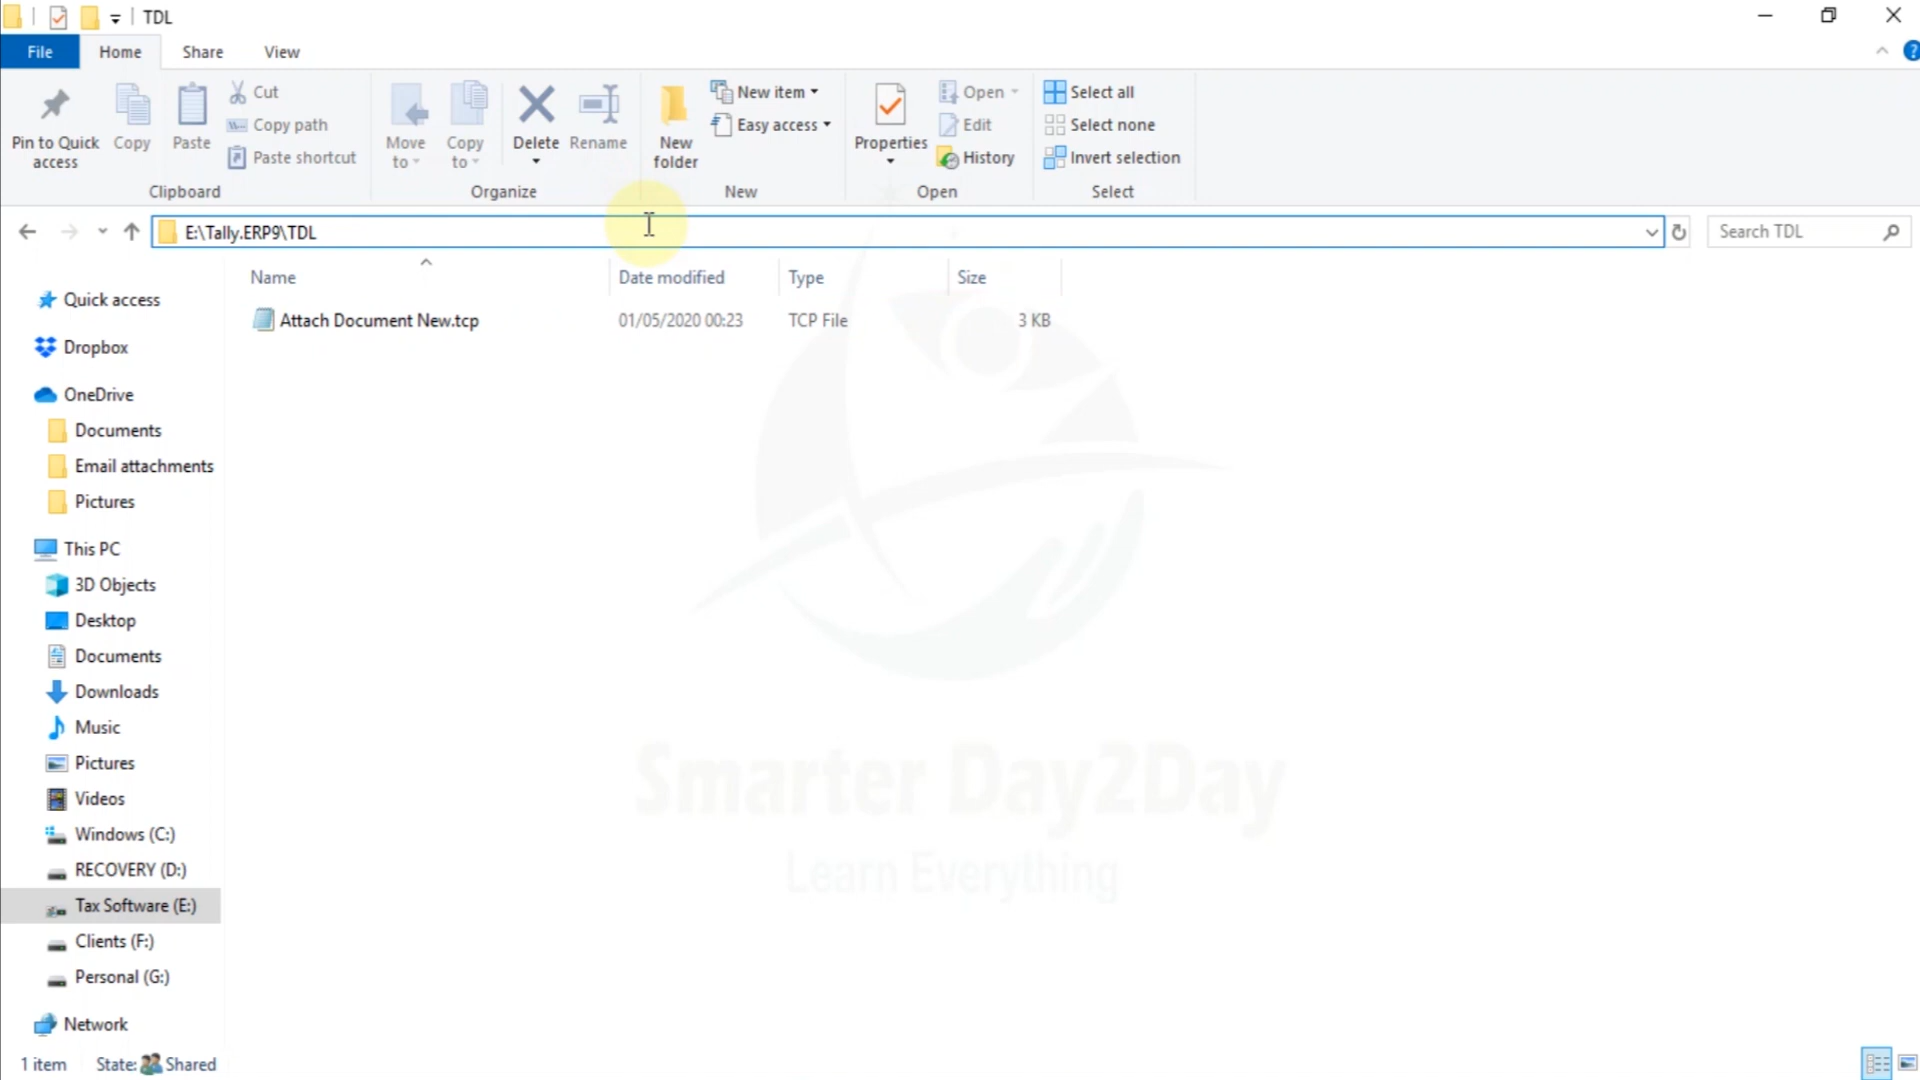 TDL
File Home Share View
Pin to Quick access
Copy
Paste
Cut
Copy path
Paste shortcut
Clipboard
Move to
Copy to
Delete
Rename
Organize
New folder
New item
Easy access
New
Properties
Open
Edit
History
Open
Select all
Select none
Invert selection
Select
E:\Tally.ERP9\TDL
Search TDL
Name Date modified Type Size
Attach Document New.tcp 01/05/2020 00:23 TCP File 3 KB
Quick access
Dropbox
OneDrive
Documents
Email attachments
Pictures
This PC
3D Objects
Desktop
Documents
Downloads
Music
Pictures
Videos
Windows (C:)
RECOVERY (D:)
Tax Software (E:)
Clients (F:)
Personal (G:)
Network
Smarter Day2Day
Learn Everything
1 item State: Shared